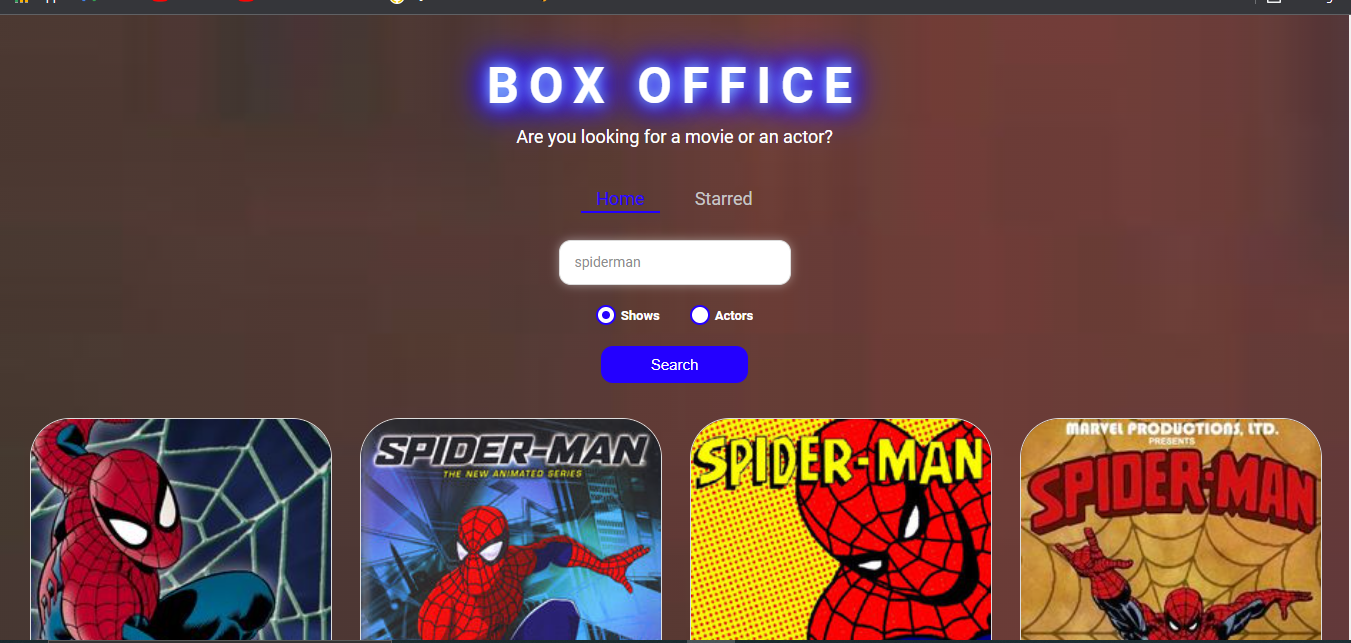 BOX OFFICE
Are you looking for a movie or an actor?
Home Starred
spiderman
Shows Actors
Search
SPIDER-MAN
THE NEW ANIMATED SERIES
SPIDER-MAN
MARVEL PRODUCTIONS, LTD.
PRESENTS
SPIDER-MAN